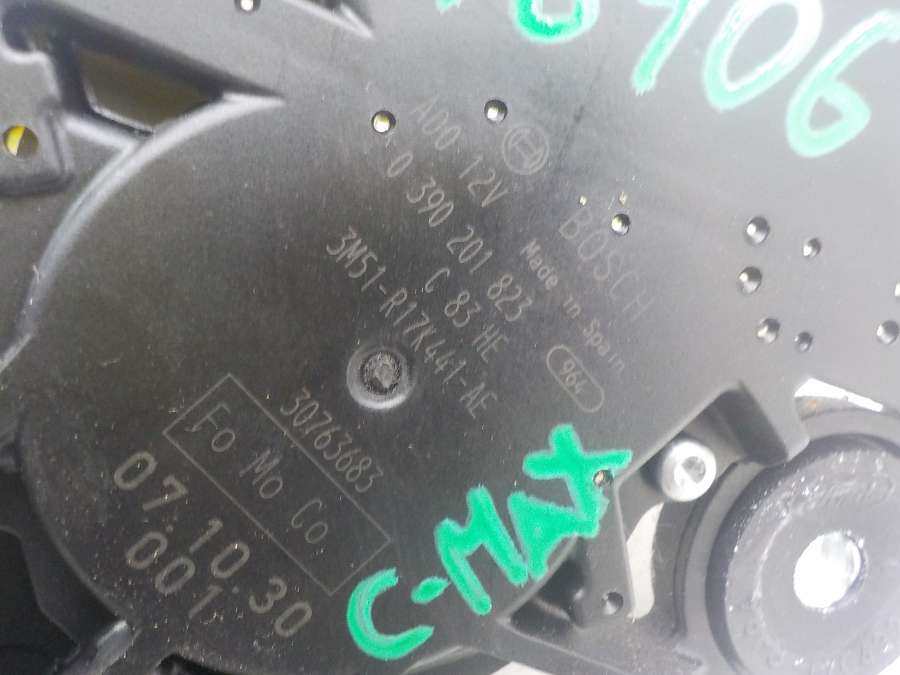 BOSCH
Made in Spain
964
A00 12V
0 390 201 823
C 83 HE
3M51-R17K441-AE
30763683
Fo Mo Co
07.10.30
001
C-MAX